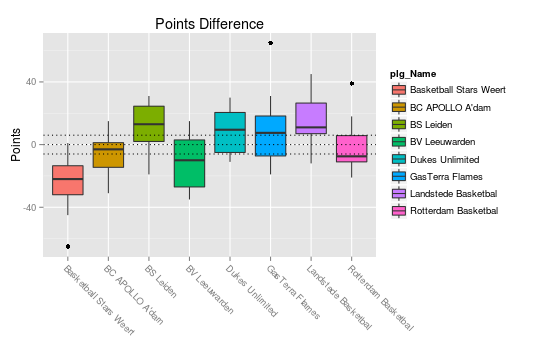 Points Difference
Points
40
0
-40
Basketball Stars Weert
BC APOLLO A'dam
BS Leiden
BV Leeuwarden
Dukes Unlimited
GasTerra Flames
Landstede Basketbal
Rotterdam Basketbal
plg_Name
Basketball Stars Weert
BC APOLLO A'dam
BS Leiden
BV Leeuwarden
Dukes Unlimited
GasTerra Flames
Landstede Basketbal
Rotterdam Basketbal